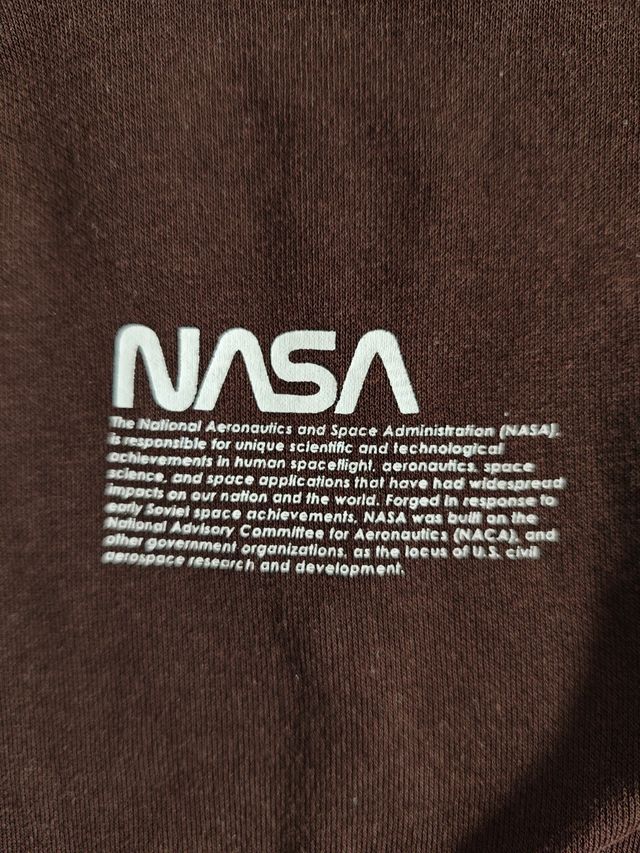 NASA
The National Aeronautics and Space Administration (NASA),
is responsible for unique scientific and technological
achievements in human spaceflight, aeronautics, space
science, and space applications that have had widespread
impacts on our nation and the world. Forged in response to
early Soviet space achievements, NASA was built on the
National Advisory Committee for Aeronautics (NACA), and
other government organizations, as the locus of U.S. civil
aerospace research and development.